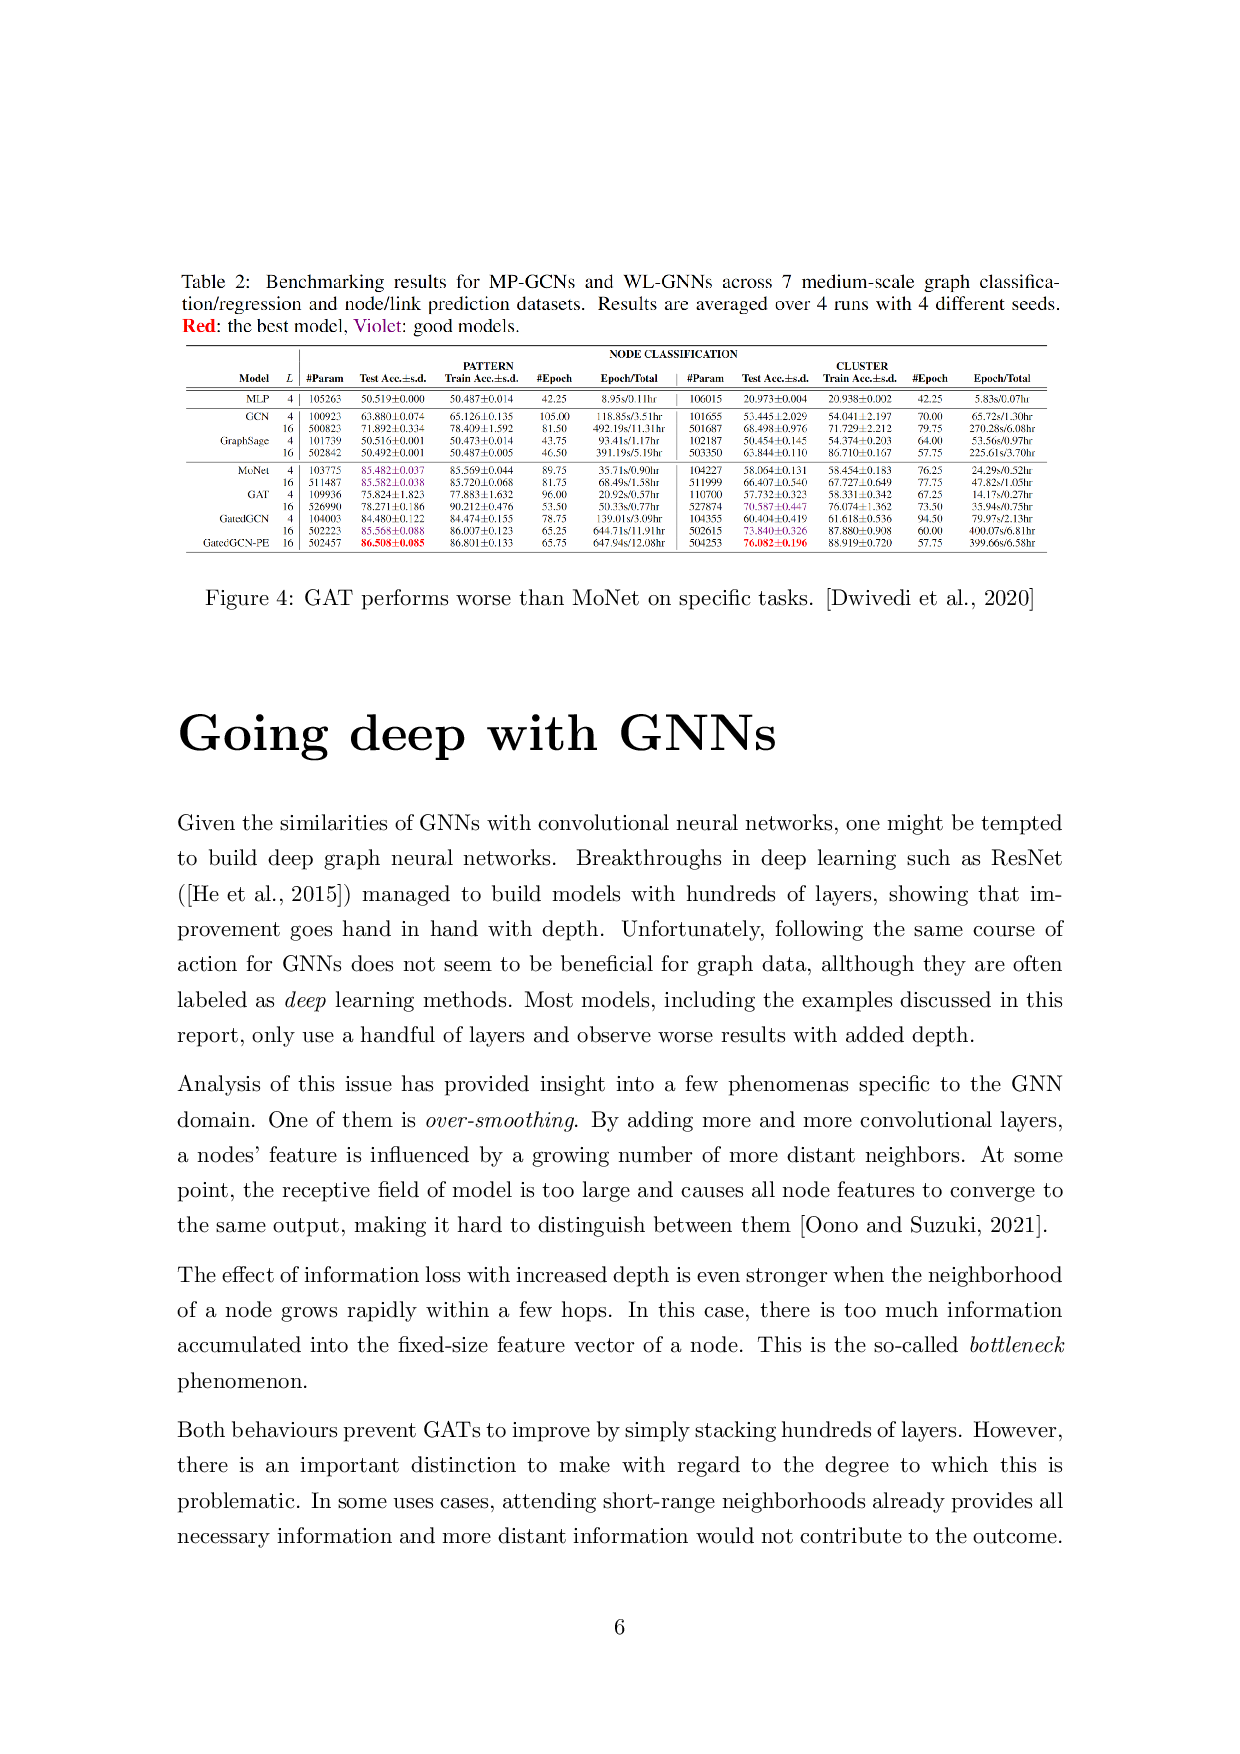 Table 2: Benchmarking results for MP-GCNs and WL-GNNs across 7 medium-scale graph classifica-
tion/regression and node/link prediction datasets. Results are averaged over 4 runs with 4 different seeds.
Red: the best model, Violet: good models.
NODE CLASSIFICATION
PATTERN CLUSTER
Model L #Param Test Acc.±s.d. Train Acc.±s.d. #Epoch Epoch/Total #Param Test Acc.±s.d. Train Acc.±s.d. #Epoch Epoch/Total
MLP 4 105263 50.519±0.000 50.487±0.014 42.25 8.95s/0.11hr 106015 20.973±0.004 20.938±0.002 42.25 5.83s/0.07hr
GCN 4 100923 63.880±0.074 65.126±0.135 105.00 118.85s/3.51hr 101655 53.445±2.029 54.041±2.197 70.00 65.72s/1.30hr
16 500823 71.892±0.334 78.409±1.592 81.50 492.19s/11.31hr 501687 68.498±0.976 71.729±2.212 79.75 270.28s/6.08hr
GraphSage 4 101739 50.516±0.001 50.473±0.014 43.75 93.41s/1.17hr 102187 50.454±0.145 54.374±0.203 64.00 53.56s/0.97hr
16 502842 50.492±0.001 50.487±0.005 46.50 391.19s/5.19hr 503350 63.844±0.110 86.710±0.167 57.75 225.61s/3.70hr
MoNet 4 103775 85.482±0.037 85.569±0.044 89.75 35.71s/0.90hr 104227 58.064±0.131 58.454±0.183 76.25 24.29s/0.52hr
16 511487 85.582±0.038 85.720±0.068 81.75 68.49s/1.58hr 511999 66.407±0.540 67.727±0.649 77.75 47.82s/1.05hr
GAT 4 109936 75.824±1.823 77.883±1.632 96.00 20.92s/0.57hr 110700 57.732±0.323 58.331±0.342 67.25 14.17s/0.27hr
16 526990 78.271±0.186 90.212±0.476 53.50 50.33s/0.77hr 527874 70.587±0.447 76.074±1.362 73.50 35.94s/0.75hr
GatedGCN 4 104003 84.480±0.122 84.474±0.155 78.75 139.01s/3.09hr 104355 60.404±0.419 61.618±0.536 94.50 79.97s/2.13hr
16 502223 85.568±0.088 86.007±0.123 65.25 644.71s/11.91hr 502615 73.840±0.326 87.880±0.908 60.00 400.07s/6.81hr
GatedGCN-PE 16 502457 86.508±0.085 86.801±0.133 65.75 647.94s/12.08hr 504253 76.082±0.196 88.919±0.720 57.75 399.66s/6.58hr
Figure 4: GAT performs worse than MoNet on specific tasks. [Dwivedi et al., 2020]
Going deep with GNNs
Given the similarities of GNNs with convolutional neural networks, one might be tempted
to build deep graph neural networks. Breakthroughs in deep learning such as ResNet
([He et al., 2015]) managed to build models with hundreds of layers, showing that im-
provement goes hand in hand with depth. Unfortunately, following the same course of
action for GNNs does not seem to be beneficial for graph data, allthough they are often
labeled as deep learning methods. Most models, including the examples discussed in this
report, only use a handful of layers and observe worse results with added depth.
Analysis of this issue has provided insight into a few phenomenas specific to the GNN
domain. One of them is over-smoothing. By adding more and more convolutional layers,
a nodes' feature is influenced by a growing number of more distant neighbors. At some
point, the receptive field of model is too large and causes all node features to converge to
the same output, making it hard to distinguish between them [Oono and Suzuki, 2021].
The effect of information loss with increased depth is even stronger when the neighborhood
of a node grows rapidly within a few hops. In this case, there is too much information
accumulated into the fixed-size feature vector of a node. This is the so-called bottleneck
phenomenon.
Both behaviours prevent GATs to improve by simply stacking hundreds of layers. However,
there is an important distinction to make with regard to the degree to which this is
problematic. In some uses cases, attending short-range neighborhoods already provides all
necessary information and more distant information would not contribute to the outcome.
6